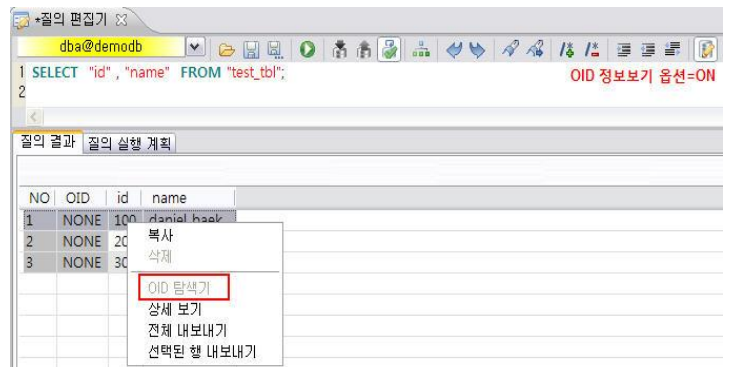 *질의 편집기
dba@demodb
1 SELECT "id" , "name" FROM "test_tbl";
OID 정보보기 옵션=ON
2
질의 결과 질의 실행 계획
NO OID id name
1 NONE 100 daniel baek
2 NONE 20
3 NONE 30
복사
삭제
OID 탐색기
상세 보기
전체 내보내기
선택된 행 내보내기